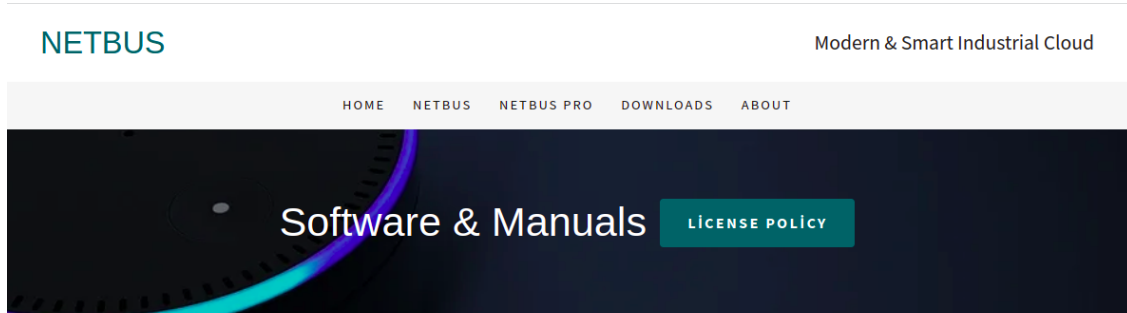 NETBUS
Modern & Smart Industrial Cloud
HOME NETBUS NETBUS PRO DOWNLOADS ABOUT
Software & Manuals
LİCENSE POLİCY